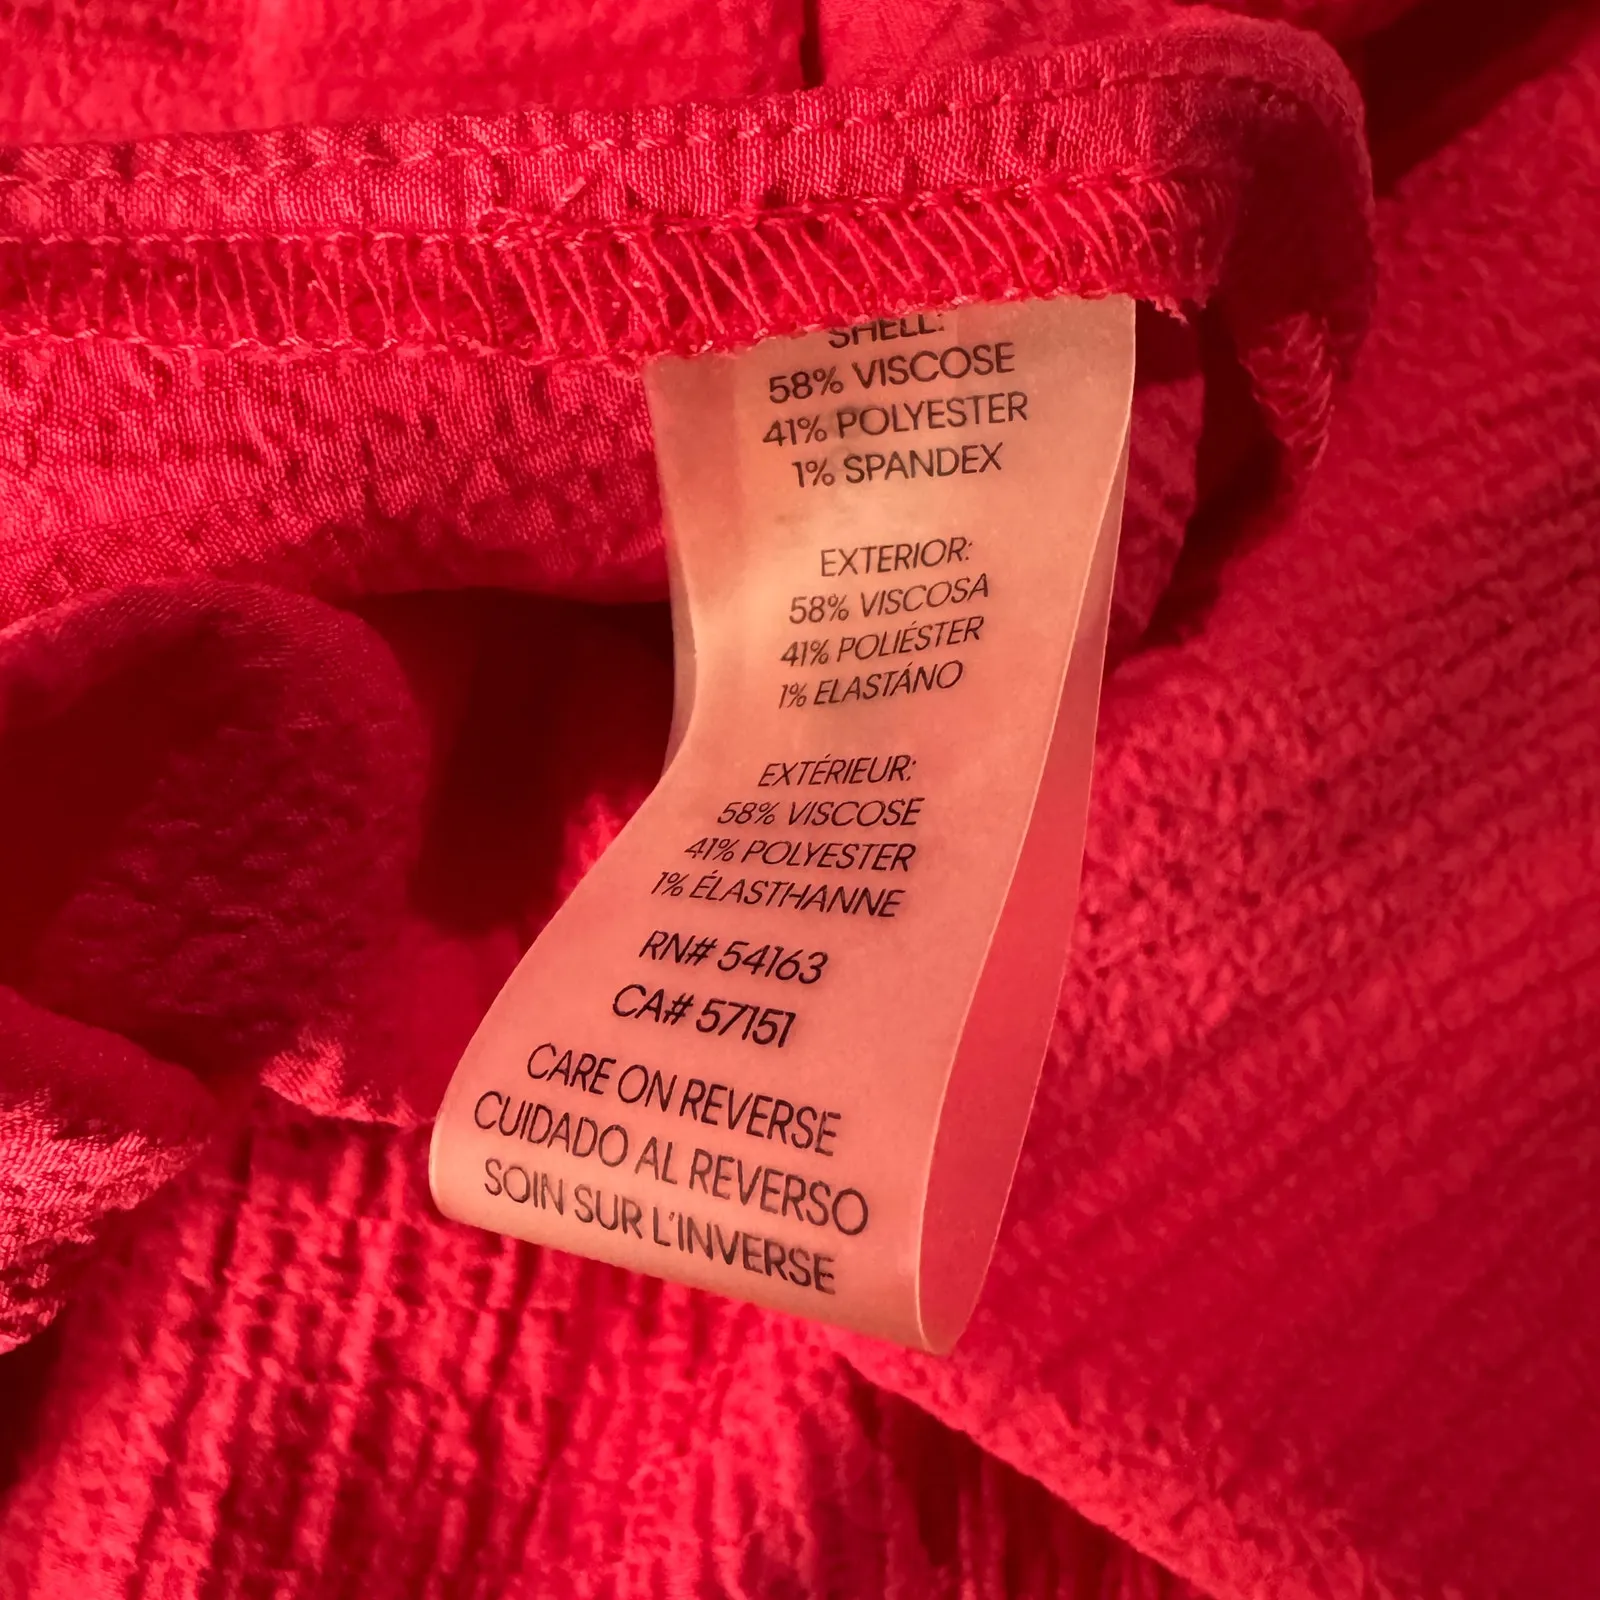 SHELL:
58% VISCOSE
41% POLYESTER
1% SPANDEX
EXTERIOR:
58% VISCOSA
41% POLIÉSTER
1% ELASTÁNO
EXTÉRIEUR:
58% VISCOSE
41% POLYESTER
1% ÉLASTHANNE
RN# 54163
CA# 57151
CARE ON REVERSE
CUIDADO AL REVERSO
SOIN SUR L'INVERSE